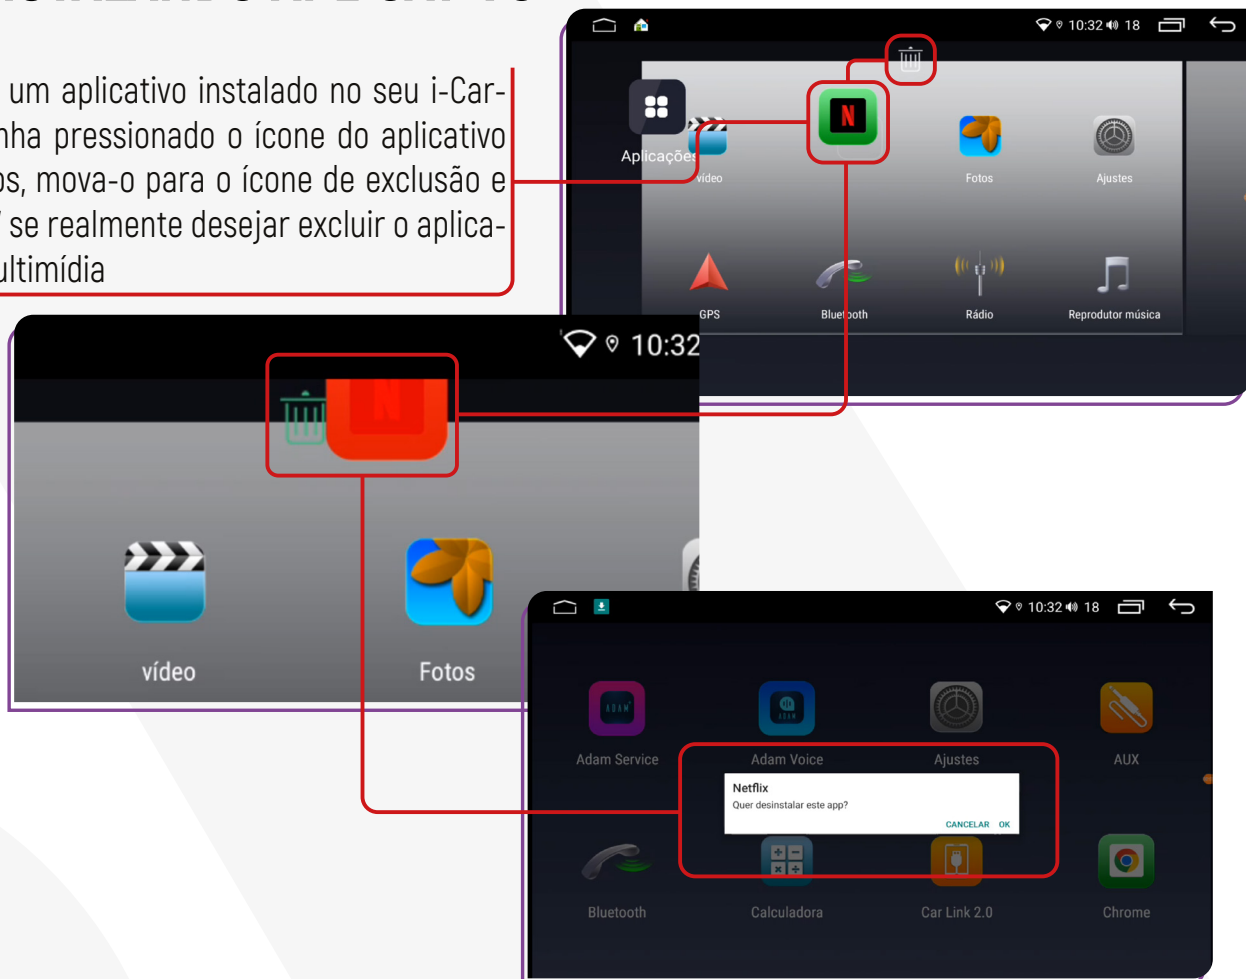 um aplicativo instalado no seu i-Car-
pressionado o ícone do aplicativo
mova-o para o ícone de exclusão e
se realmente desejar excluir o aplica-
10:32 18
Aplicações
vídeo
N
Fotos
Ajustes
GPS
Bluetooth
Rádio
Reprodutor música
10:32
N
vídeo
Fotos
10:32 18
ADAM
Adam Service
ADAM
Adam Voice
Ajustes
AUX
Netflix
Quer desinstalar este app?
CANCELAR OK
Bluetooth
Calculadora
Car Link 2.0
Chrome